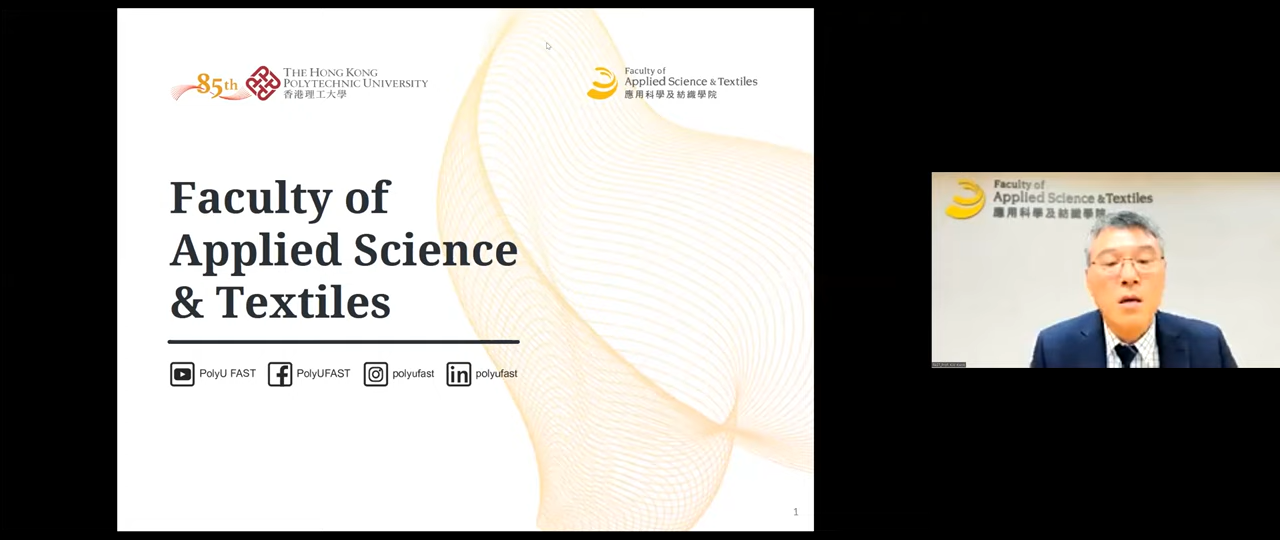 85th
THE HONG KONG
POLYTECHNIC UNIVERSITY
香港理工大學
Faculty of
Applied Science & Textiles
應用科學及紡織學院
Faculty of
Applied Science
& Textiles
PolyU FAST
PolyUFAST
polyufast
polyufast
1
Faculty of
Applied Science & Textiles
應用科學及紡織學院